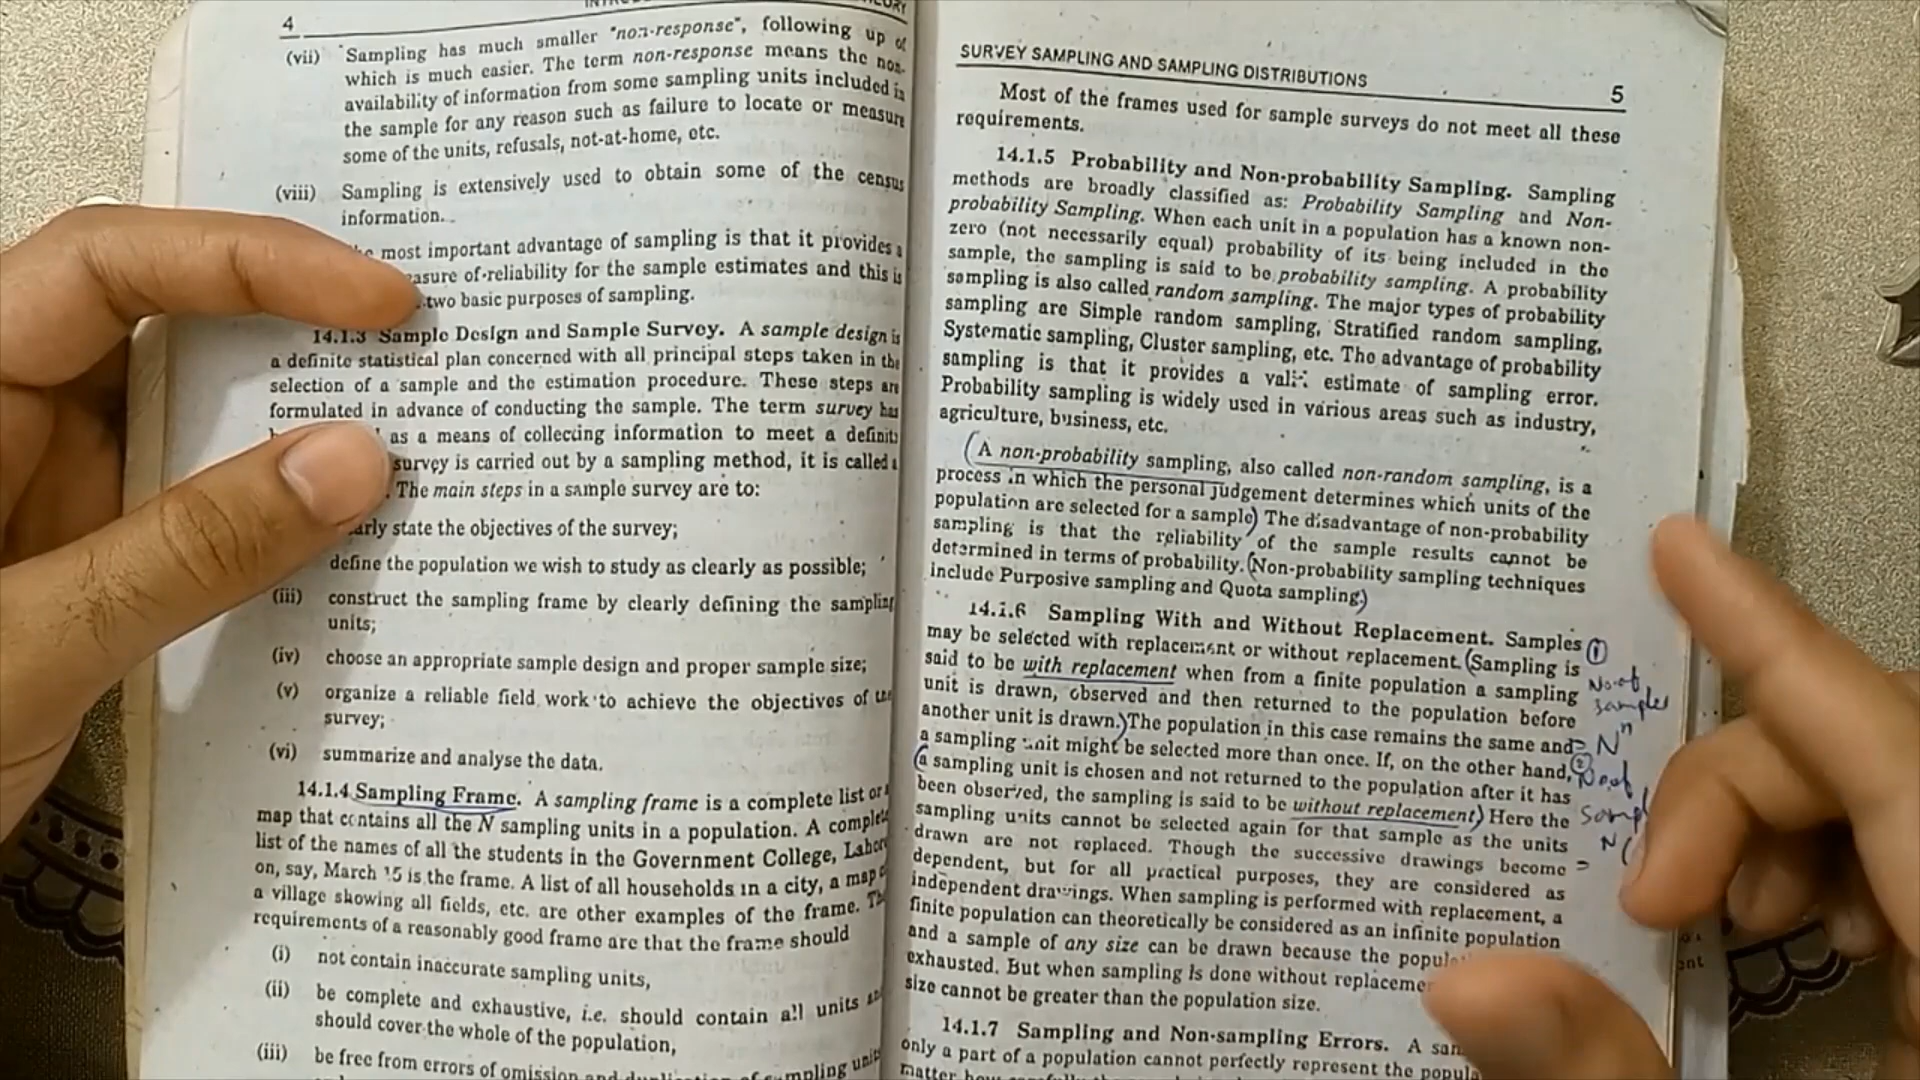 4
(vii) Sampling has much smaller "non-response", following up of
which is much easier. The term non-response means the non-
availability of information from some sampling units included in
the sample for any reason such as failure to locate or measure
some of the units, refusals, not-at-home, etc.
(viii) Sampling is extensively used to obtain some of the census
information.
most important advantage of sampling is that it provides a
measure of reliability for the sample estimates and this is
two basic purposes of sampling.
14.1.3 Sample Design and Sample Survey. A sample design is
a definite statistical plan concerned with all principal steps taken in the
selection of a sample and the estimation procedure. These steps are
formulated in advance of conducting the sample. The term survey has
as a means of collecting information to meet a definite
survey is carried out by a sampling method, it is called a
The main steps in a sample survey are to:
state the objectives of the survey;
define the population we wish to study as clearly as possible;
(iii) construct the sampling frame by clearly defining the sampling
units;
(iv) choose an appropriate sample design and proper sample size;
(v) organize a reliable field work to achieve the objectives of the
survey;
(vi) summarize and analyse the data.
14.1.4 Sampling Frame. A sampling frame is a complete list or a
map that contains all the N sampling units in a population. A complete
list of the names of all the students in the Government College, Lahore
on, say, March 15 is the frame. A list of all households in a city, a map of
a village showing all fields, etc. are other examples of the frame. The
requirements of a reasonably good frame are that the frame should
(i) not contain inaccurate sampling units,
(ii) be complete and exhaustive, i.e. should contain all units and
should cover the whole of the population,
(iii) be free from errors of omission and of sampling units
SURVEY SAMPLING AND SAMPLING DISTRIBUTIONS 5
Most of the frames used for sample surveys do not meet all these
requirements.
14.1.5 Probability and Non-probability Sampling. Sampling
methods are broadly classified as: Probability Sampling and Non-
probability Sampling. When each unit in a population has a known non-
zero (not necessarily equal) probability of its being included in the
sample, the sampling is said to be probability sampling. A probability
sampling is also called random sampling. The major types of probability
sampling are Simple random sampling, Stratified random sampling,
Systematic sampling, Cluster sampling, etc. The advantage of probability
sampling is that it provides a valid estimate of sampling error.
Probability sampling is widely used in various areas such as industry,
agriculture, business, etc.
(A non-probability sampling, also called non-random sampling, is a
process in which the personal judgement determines which units of the
population are selected for a sample) The disadvantage of non-probability
sampling is that the reliability of the sample results cannot be
determined in terms of probability. (Non-probability sampling techniques
include Purposive sampling and Quota sampling)
14.1.6 Sampling With and Without Replacement. Samples
may be selected with replacement or without replacement. (Sampling is
said to be with replacement when from a finite population a sampling
unit is drawn, observed and then returned to the population before
another unit is drawn.) The population in this case remains the same and
a sampling unit might be selected more than once. If, on the other hand,
(a sampling unit is chosen and not returned to the population after it has
been observed, the sampling is said to be without replacement) Here the
sampling units cannot be selected again for that sample as the units
drawn are not replaced. Though the successive drawings become
dependent, but for all practical purposes, they are considered as
independent drawings. When sampling is performed with replacement, a
finite population can theoretically be considered as an infinite population
and a sample of any size can be drawn because the
exhausted. But when sampling is done without
size cannot be greater than the population size.
14.1.7 Sampling and Non-sampling Errors. A
only a part of a population cannot perfectly represent the
①
No of
samples
= Nⁿ
②
No of
= N(